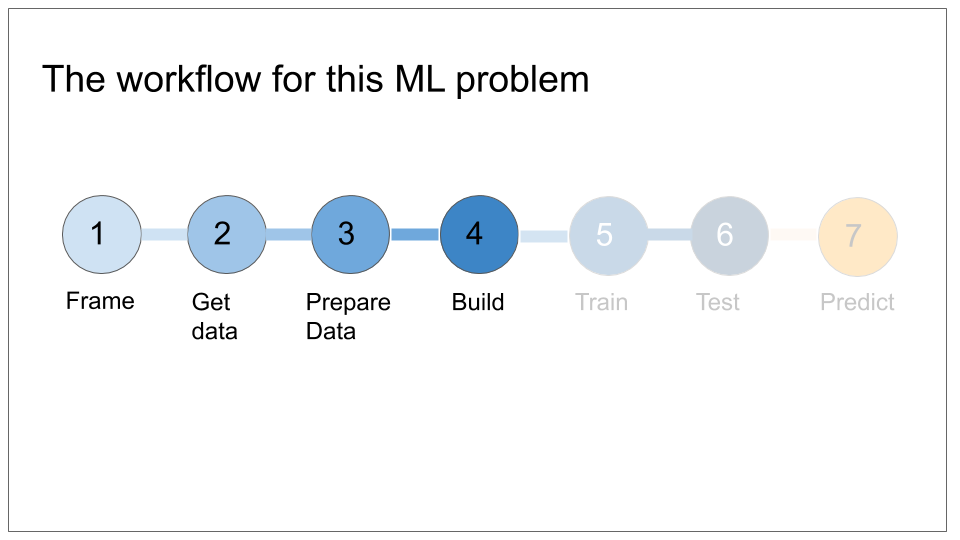 The workflow for this ML problem
1 2 3 4 5 6 7
Frame Get Prepare Build Train Test Predict
data Data